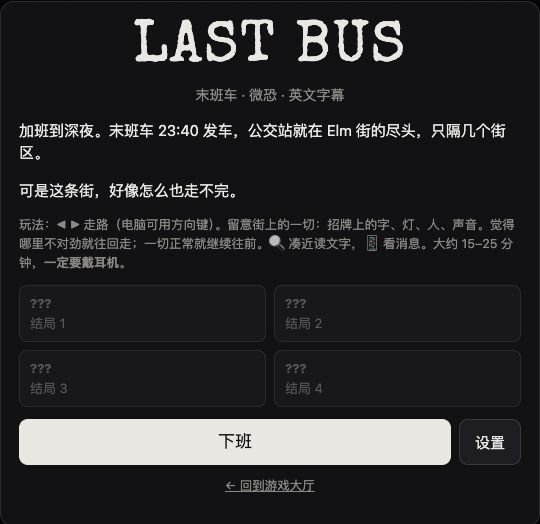 LAST BUS
末班车 · 微恐 · 英文字幕
加班到深夜。末班车 23:40 发车，公交站就在 Elm 街的尽头，只隔几个街
区。
可是这条街，好像怎么也走不完。
玩法：◀ ▶ 走路（电脑可用方向键）。留意街上的一切：招牌上的字、灯、人、声音。觉得
哪里不对劲就往回走；一切正常就继续往前。🔍 凑近读文字，📱 看消息。大约 15–25 分
钟，一定要戴耳机。
???
结局 1
???
结局 2
???
结局 3
???
结局 4
下班
设置
← 回到游戏大厅